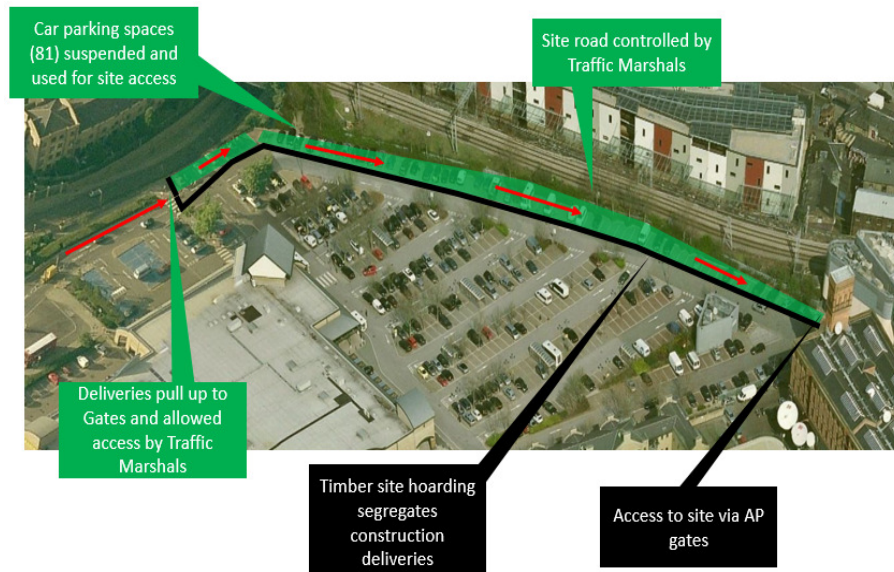 Car parking spaces
(81) suspended and
used for site access
Site road controlled by
Traffic Marshals
Deliveries pull up to
Gates and allowed
access by Traffic
Marshals
Timber site hoarding
segregates
construction
deliveries
Access to site via AP
gates